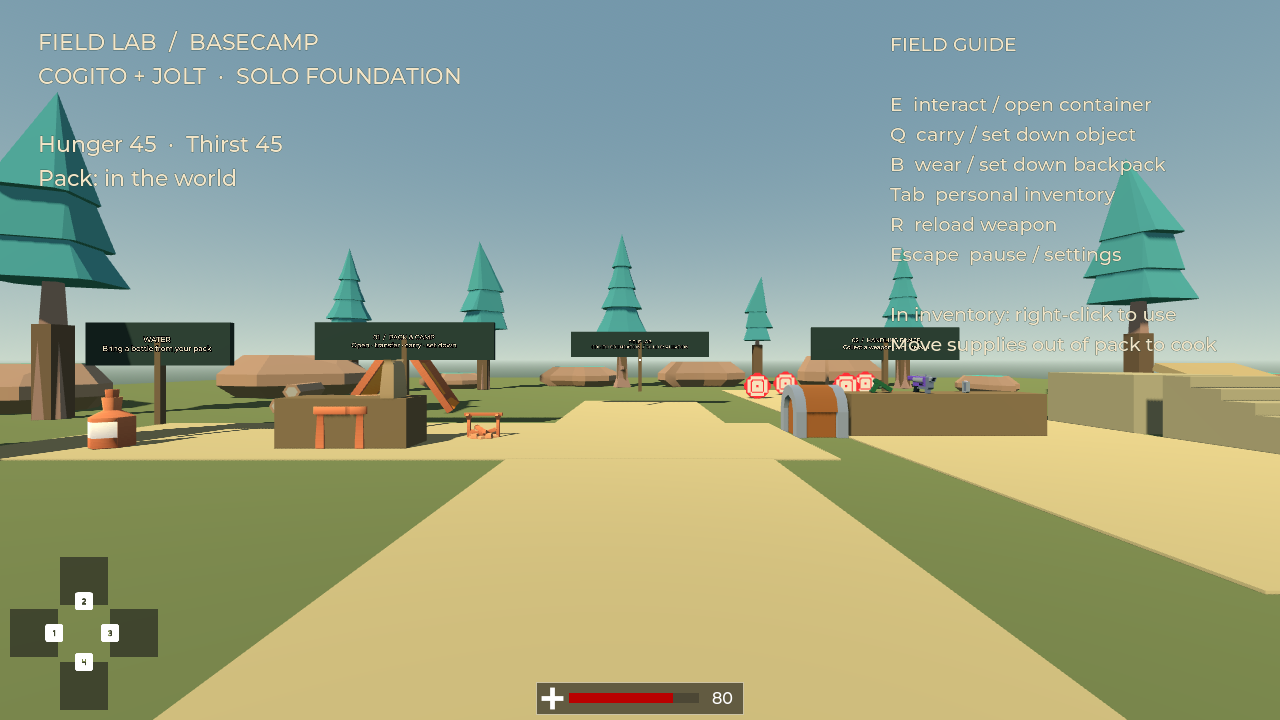 FIELD LAB / BASECAMP
COGITO + JOLT · SOLO FOUNDATION
Hunger 45 · Thirst 45
Pack: in the world
FIELD GUIDE
E interact / open container
Q carry / set down object
B wear / set down backpack
Tab personal inventory
R reload weapon
Escape pause / settings
In inventory: right-click to use
Move supplies out of pack to cook
WATER
Bring a bottle from your pack
2
1
3
4
80